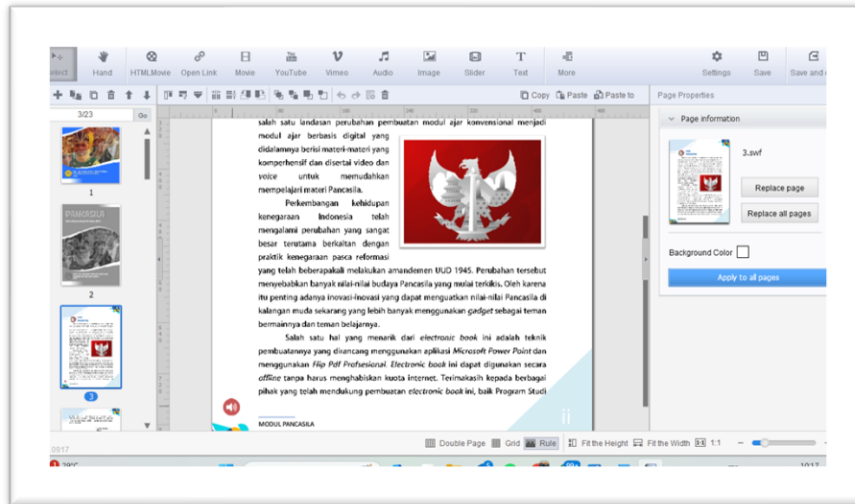 Hand HTMLMovie Open Link Movie YouTube Vimeo Audio Image Slider Text More Settings Save Save and
Copy Paste Paste to Page Properties
3/23 Go
Page information
3.swf
Replace page
Replace all pages
Background Color
Apply to all pages
1
PANCASILA
2
3
salah satu landasan perubahan pembuatan modul ajar konvensional menjadi
modul ajar berbasis digital yang
didalamnya berisi materi-materi yang
komperhensif dan disertai video dan
voice untuk memudahkan
mempelajari materi Pancasila.
Perkembangan kehidupan
kenegaraan Indonesia telah
mengalami perubahan yang sangat
besar terutama berkaitan dengan
praktik kenegaraan pasca reformasi
yang telah beberapakali melakukan amandemen UUD 1945. Perubahan tersebut
menyebabkan banyak nilai-nilai budaya Pancasila yang mulai terkikis. Oleh karena
itu penting adanya inovasi-inovasi yang dapat menguatkan nilai-nilai Pancasila di
kalangan muda sekarang yang lebih banyak menggunakan gadget sebagai teman
bermainnya dan teman belajarnya.
Salah satu hal yang menarik dari electronic book ini adalah teknik
pembuatannya yang dirancang menggunakan aplikasi Microsoft Power Point dan
menggunakan Flip Pdf Profsesional. Electronic book ini dapat digunakan secara
offline tanpa harus menghabiskan kuota internet. Terimakasih kepada berbagai
pihak yang telah mendukung pembuatan electronic book ini, baik Program Studi
ii
MODUL PANCASILA
Double Page Grid Rule Fit the Height Fit the Width 1:1
0917
29°C
10:17